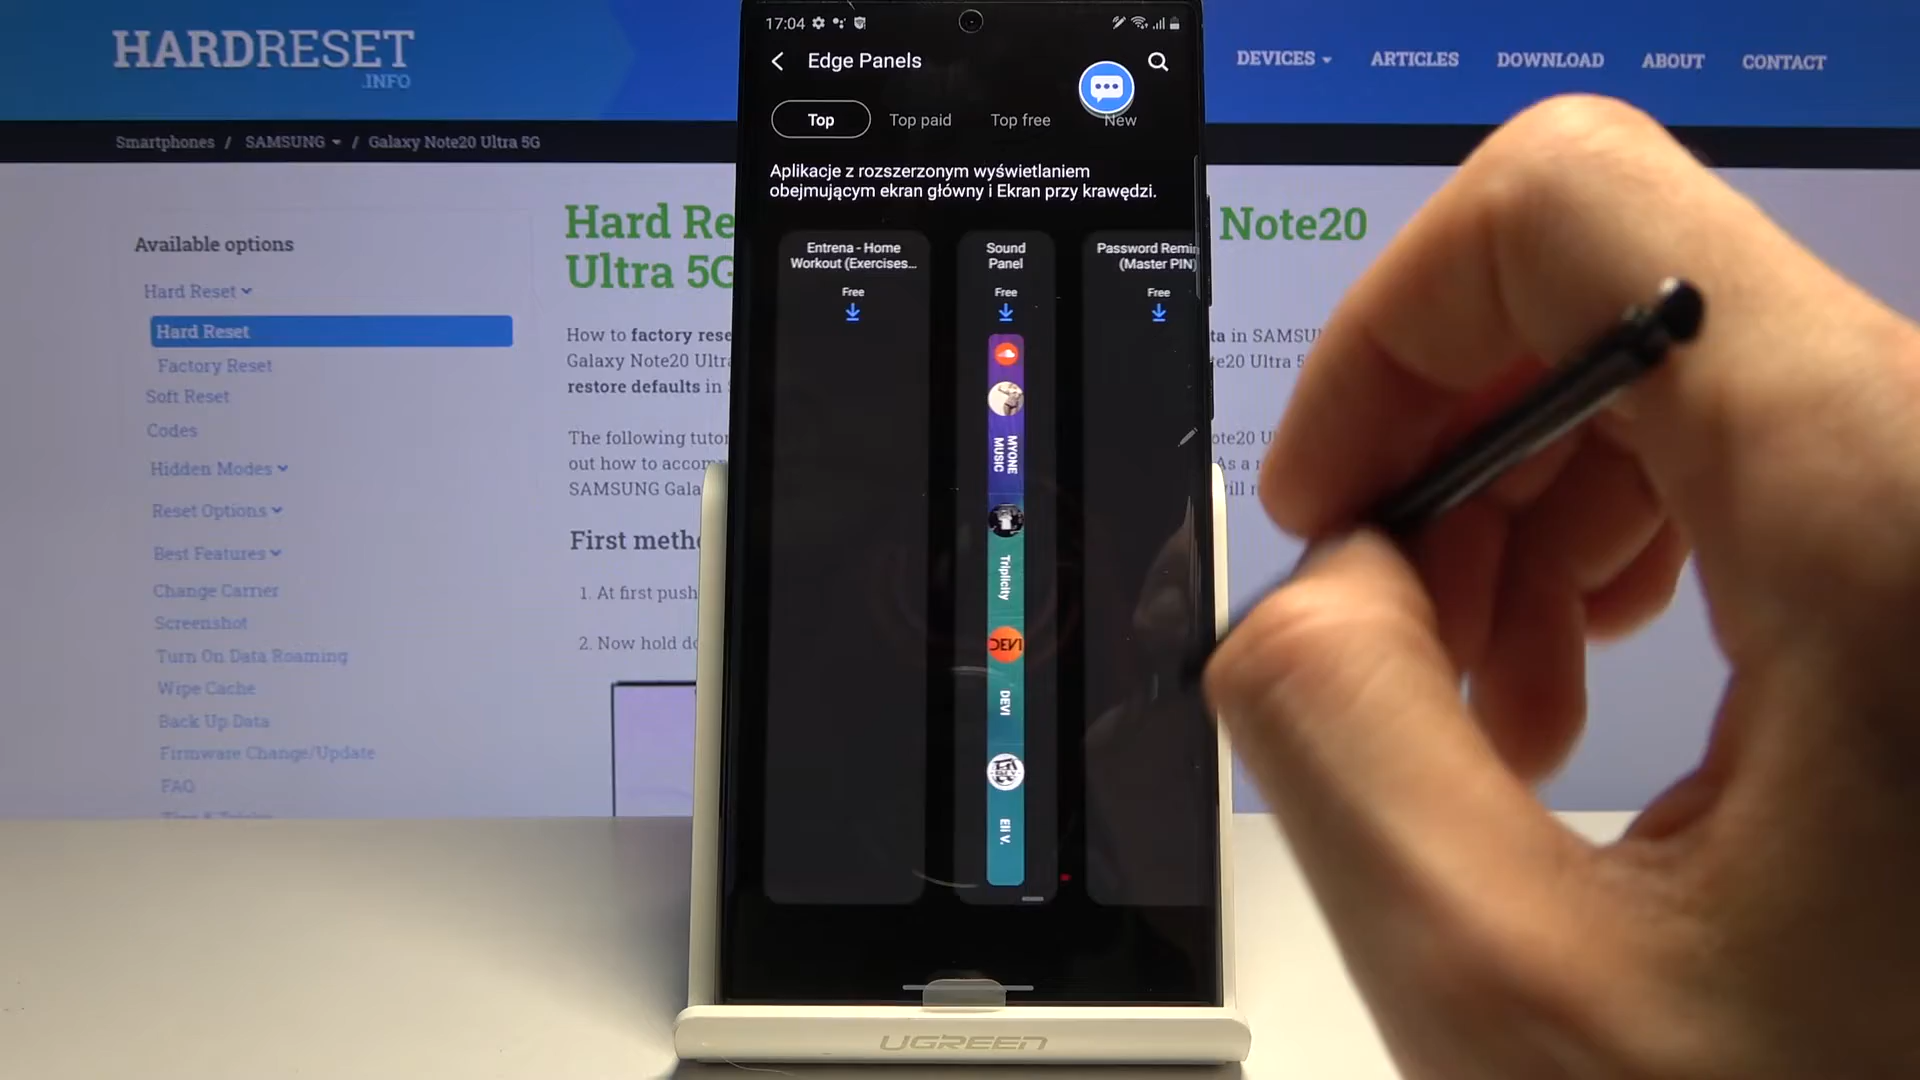 HARDRESET
.INFO
DEVICES
ARTICLES
DOWNLOAD
ABOUT
CONTACT
Smartphones / SAMSUNG / Galaxy Note20 Ultra 5G
Available options
Hard Reset
Hard Reset
Factory Reset
Soft Reset
Codes
Hidden Modes
Reset Options
Best Features
Change Carrier
Screenshot
Turn On Data Roaming
Wipe Cache
Back Up Data
Firmware Change/Update
FAQ
Hard Re
Note20
Ultra 5G
How to factory rese
ta in SAMSU
Galaxy Note20 Ultra
te20 Ultra 5
restore defaults in
The following tutor
ote20 U
out how to accomp
As a r
SAMSUNG Gala
First meth
1. At first push
2. Now hold do
17:04
Edge Panels
Top
Top paid
Top free
New
Aplikacje z rozszerzonym wyświetlaniem
obejmującym ekran główny i Ekran przy krawędzi.
Entrena - Home
Workout (Exercises...
Free
Sound
Panel
Free
Password Remin
(Master PIN)
Free
MYONE
MUSIC
Triplicity
DEVI
DEVI
Eli V.
UGREEN